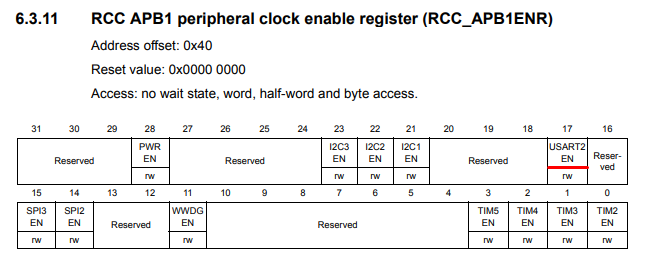 6.3.11 RCC APB1 peripheral clock enable register (RCC_APB1ENR)
Address offset: 0x40
Reset value: 0x0000 0000
Access: no wait state, word, half-word and byte access.
31 30 29 28 27 26 25 24 23 22 21 20 19 18 17 16
Reserved PWR EN Reserved I2C3 EN I2C2 EN I2C1 EN Reserved USART2 EN Reser-ved
rw rw rw rw rw
15 14 13 12 11 10 9 8 7 6 5 4 3 2 1 0
SPI3 EN SPI2 EN Reserved WWDG EN Reserved TIM5 EN TIM4 EN TIM3 EN TIM2 EN
rw rw rw rw rw rw rw